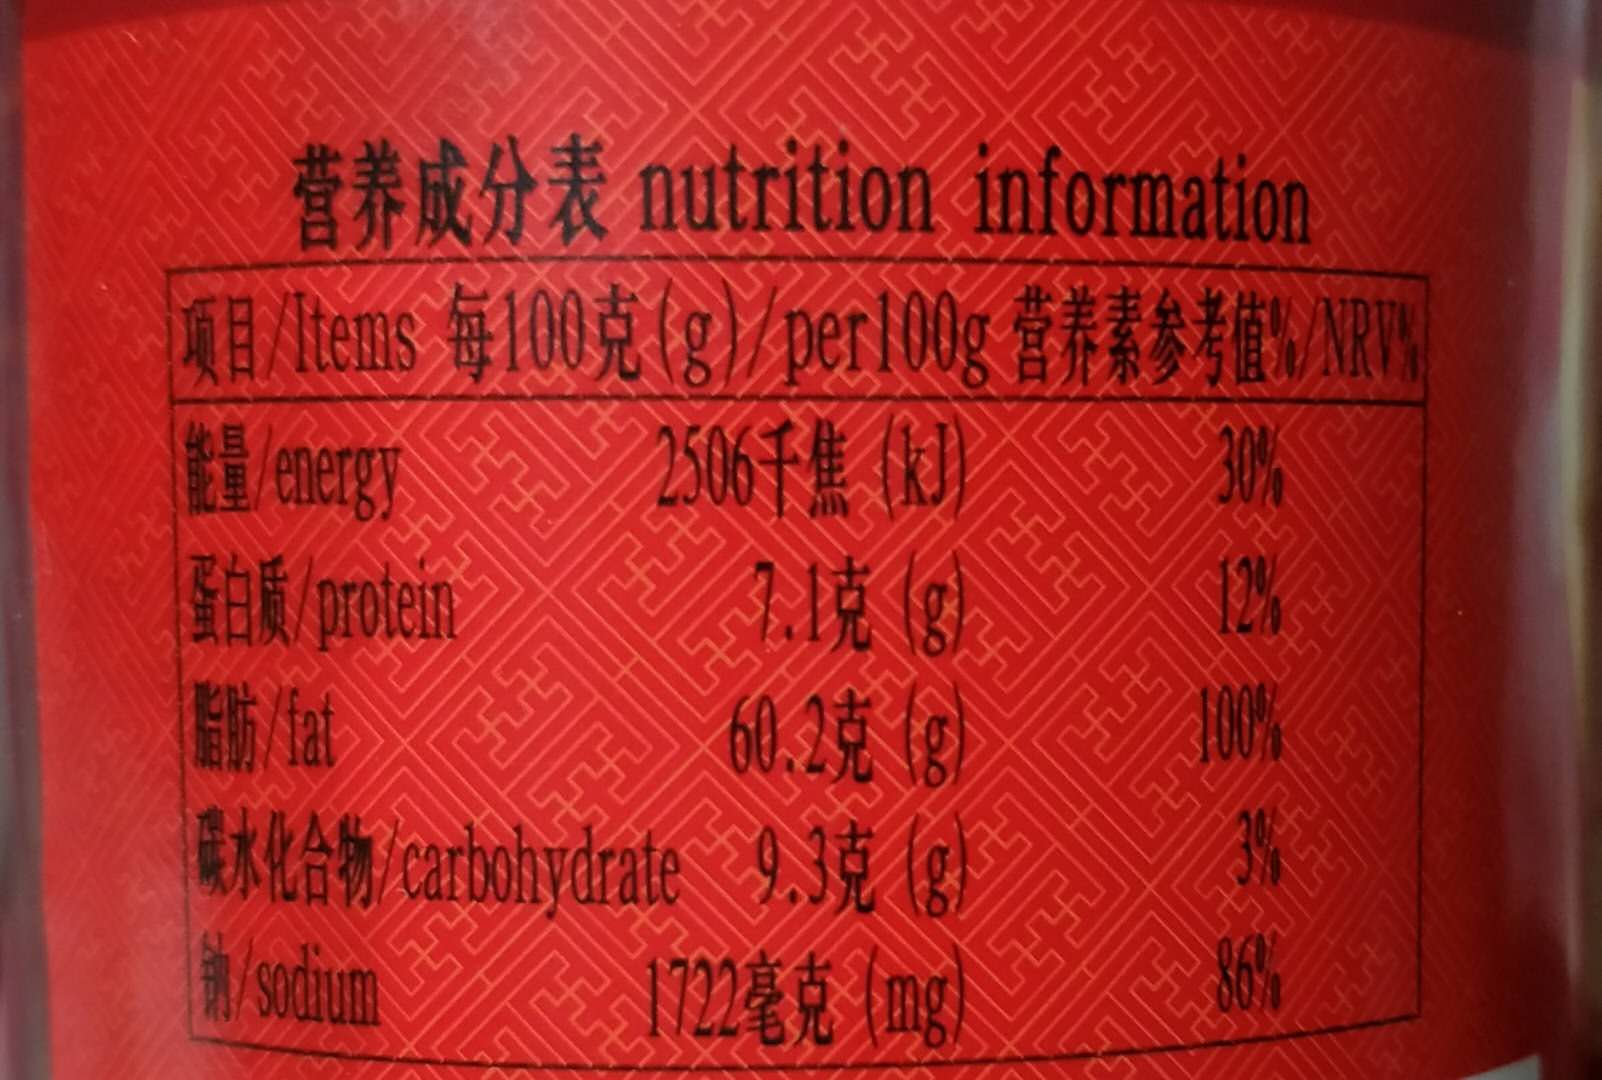 营养成分表 nutrition information
项目/Items 每100克(g)/per100g 营养素参考值%/NRV%
能量/energy 2506千焦 (kJ) 30%
蛋白质/protein 7.1克 (g) 12%
脂肪/fat 60.2克 (g) 100%
碳水化合物/carbohydrate 9.3克 (g) 3%
钠/sodium 1722毫克 (mg) 86%